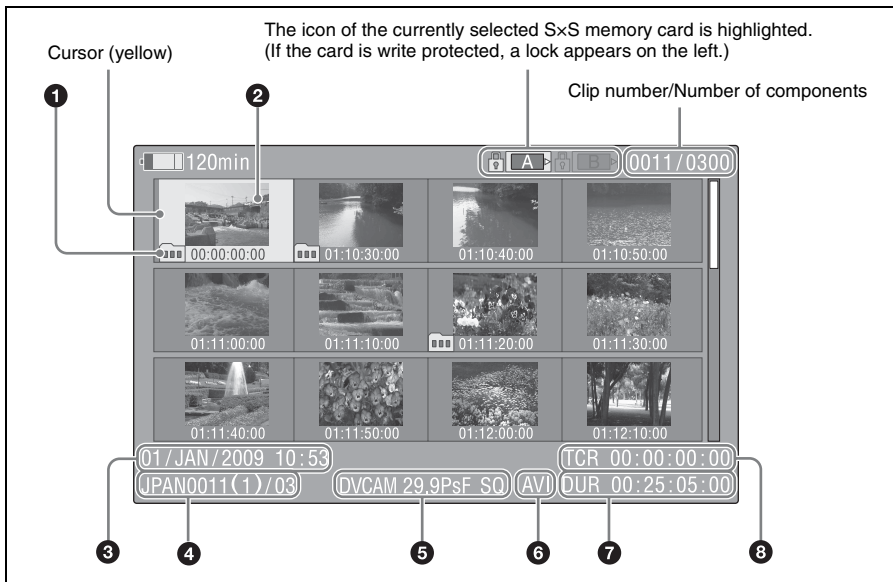 The icon of the currently selected S×S memory card is highlighted.
(If the card is write protected, a lock appears on the left.)
Cursor (yellow)
Clip number/Number of components
1
2
120min
A
B
0011/0300
00:00:00:00
01:10:30:00
01:10:40:00
01:10:50:00
01:11:00:00
01:11:10:00
01:11:20:00
01:11:30:00
01:11:40:00
01:11:50:00
01:12:00:00
01:12:10:00
01/JAN/2009 10:53
TCR 00:00:00:00
JPAN0011(1)/03
DVCAM 29.9PsF SQ
AVI
DUR 00:25:05:00
3
4
5
6
7
8